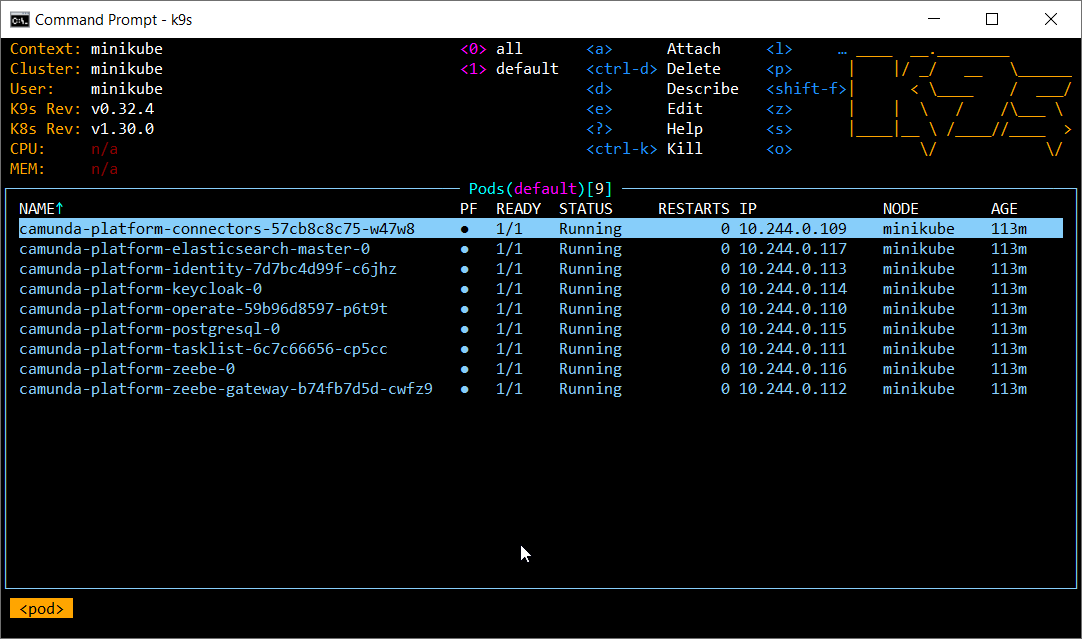 Command Prompt - k9s
Context: minikube <0> all <a> Attach <l> …
Cluster: minikube <1> default <ctrl-d> Delete <p>
User: minikube <d> Describe <shift-f>
K9s Rev: v0.32.4 <e> Edit <z>
K8s Rev: v1.30.0 <?> Help <s>
CPU: n/a <ctrl-k> Kill <o>
MEM: n/a
Pods(default)[9]
NAME↑ PF READY STATUS RESTARTS IP NODE AGE
camunda-platform-connectors-57cb8c8c75-w47w8 ● 1/1 Running 0 10.244.0.109 minikube 113m
camunda-platform-elasticsearch-master-0 ● 1/1 Running 0 10.244.0.117 minikube 113m
camunda-platform-identity-7d7bc4d99f-c6jhz ● 1/1 Running 0 10.244.0.113 minikube 113m
camunda-platform-keycloak-0 ● 1/1 Running 0 10.244.0.114 minikube 113m
camunda-platform-operate-59b96d8597-p6t9t ● 1/1 Running 0 10.244.0.110 minikube 113m
camunda-platform-postgresql-0 ● 1/1 Running 0 10.244.0.115 minikube 113m
camunda-platform-tasklist-6c7c66656-cp5cc ● 1/1 Running 0 10.244.0.111 minikube 113m
camunda-platform-zeebe-0 ● 1/1 Running 0 10.244.0.116 minikube 113m
camunda-platform-zeebe-gateway-b74fb7d5d-cwfz9 ● 1/1 Running 0 10.244.0.112 minikube 113m
<pod>